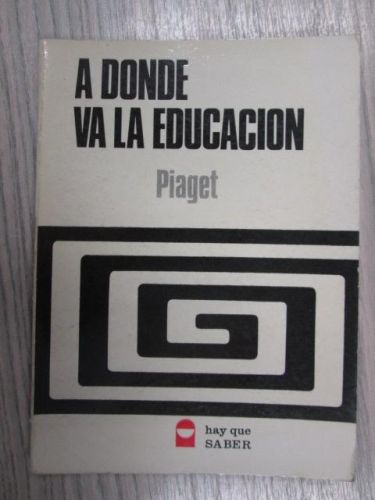 A DONDE
VA LA EDUCACION
Piaget
hay que
SABER